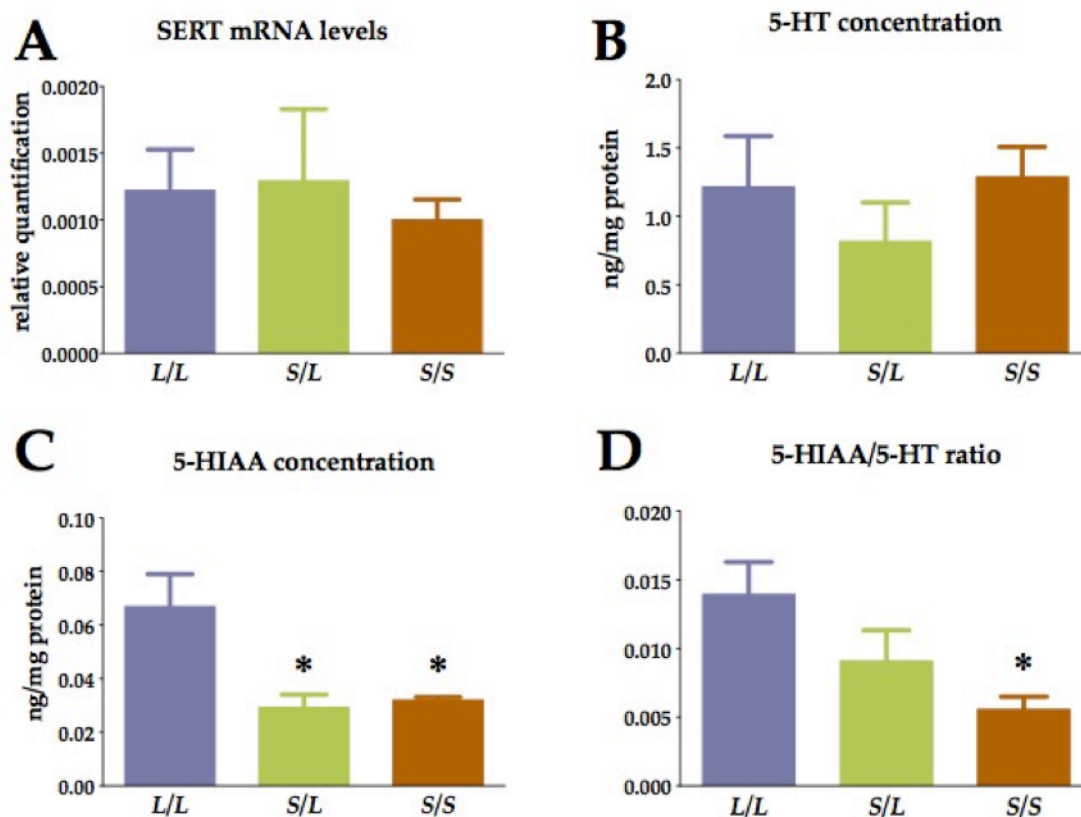 A
SERT mRNA levels
relative quantification
0.0020
0.0015
0.0010
0.0005
0.0000
L/L
S/L
S/S
B
5-HT concentration
ng/mg protein
2.0
1.5
1.0
0.5
0.0
L/L
S/L
S/S
C
5-HIAA concentration
ng/mg protein
0.10
0.08
0.06
0.04
0.02
0.00
*
*
L/L
S/L
S/S
D
5-HIAA/5-HT ratio
0.020
0.015
0.010
0.005
0.000
*
L/L
S/L
S/S